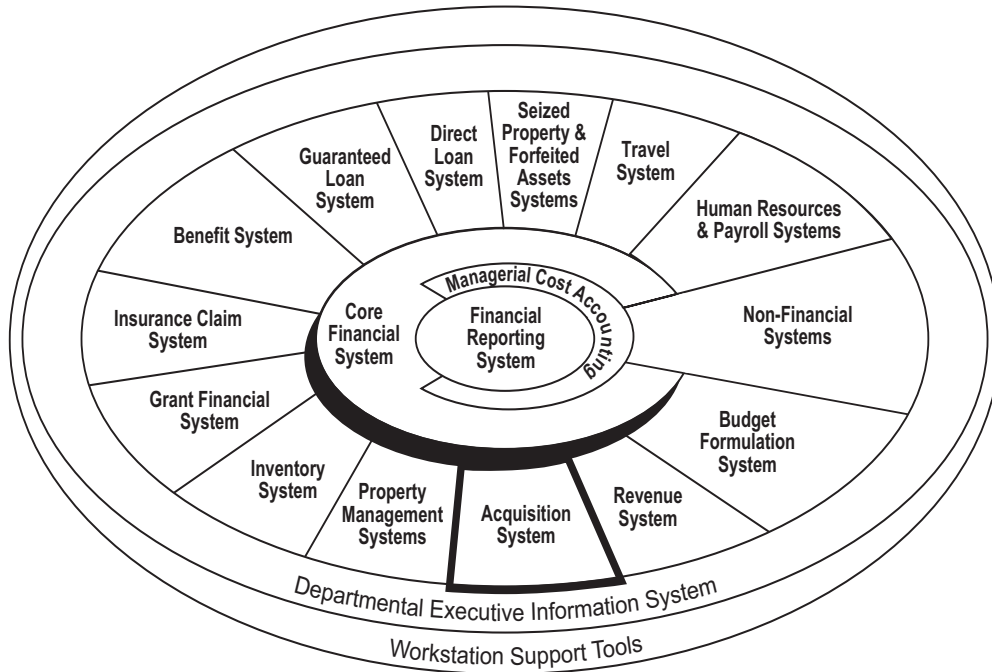 Seized
Property &
Forfeited
Assets
Systems
Direct
Loan
System
Travel
System
Guaranteed
Loan
System
Human Resources
& Payroll Systems
Benefit System
Managerial Cost Accounting
Core
Financial
System
Financial
Reporting
System
Non-Financial
Systems
Insurance Claim
System
Grant Financial
System
Budget
Formulation
System
Inventory
System
Property
Management
Systems
Acquisition
System
Revenue
System
Departmental Executive Information System
Workstation Support Tools